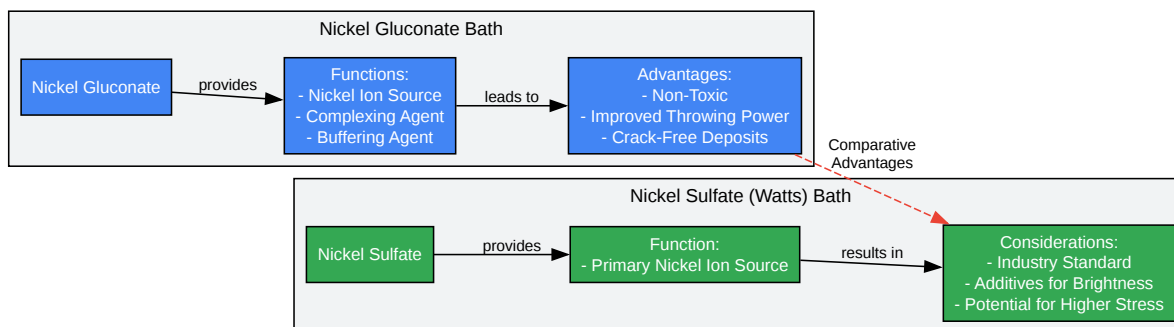 Nickel Gluconate Bath
Nickel Gluconate
provides
Functions:
- Nickel Ion Source
- Complexing Agent
- Buffering Agent
leads to
Advantages:
- Non-Toxic
- Improved Throwing Power
- Crack-Free Deposits
Comparative
Advantages
Nickel Sulfate (Watts) Bath
Nickel Sulfate
provides
Function:
- Primary Nickel Ion Source
results in
Considerations:
- Industry Standard
- Additives for Brightness
- Potential for Higher Stress